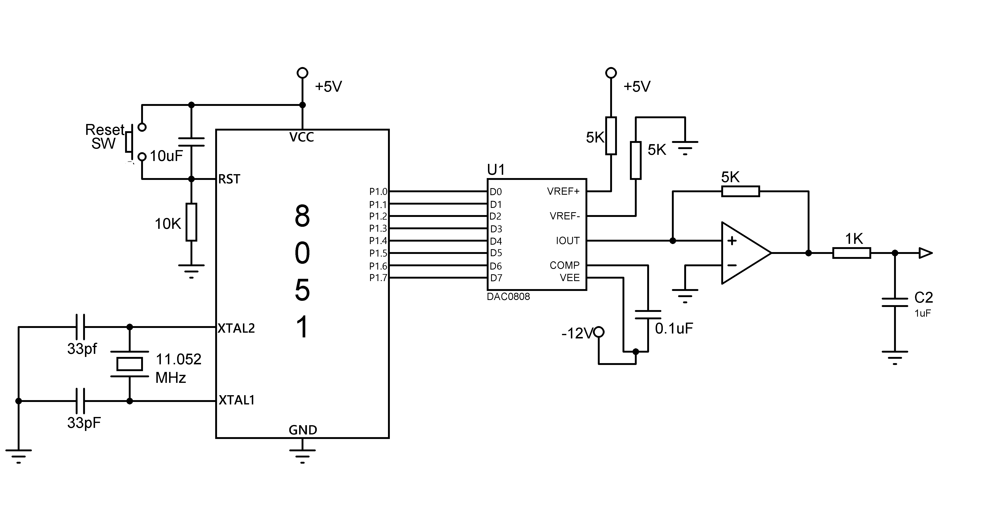 +5V
Reset
SW
10uF
10K
VCC
RST
8
0
5
1
P1.0
P1.1
P1.2
P1.3
P1.4
P1.5
P1.6
P1.7
XTAL2
XTAL1
GND
33pf
11.052
MHz
33pF
U1
D0
D1
D2
D3
D4
D5
D6
D7
VREF+
VREF-
IOUT
COMP
VEE
DAC0808
+5V
5K
5K
5K
+
-
1K
C2
1uF
-12V
0.1uF